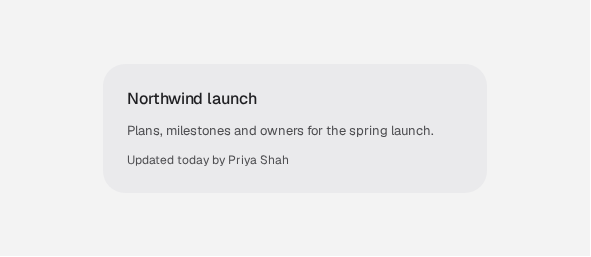 Northwind launch
Plans, milestones and owners for the spring launch.
Updated today by Priya Shah